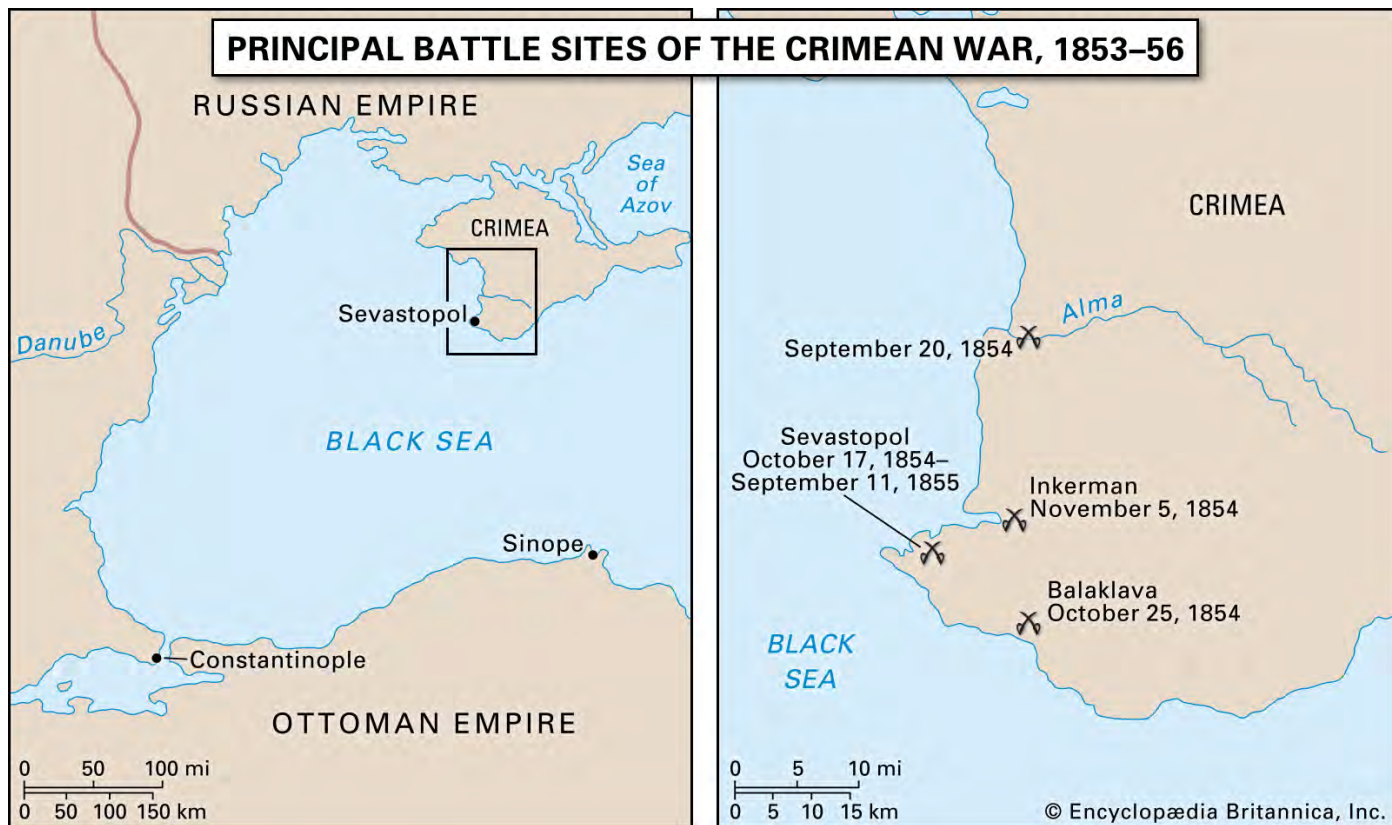 PRINCIPAL BATTLE SITES OF THE CRIMEAN WAR, 1853–56
RUSSIAN EMPIRE
Sea
of
Azov
CRIMEA
Sevastopol
Danube
BLACK SEA
Sinope
Constantinople
OTTOMAN EMPIRE
0 50 100 mi
0 50 100 150 km
CRIMEA
Alma
September 20, 1854
Sevastopol
October 17, 1854–
September 11, 1855
Inkerman
November 5, 1854
Balaklava
October 25, 1854
BLACK
SEA
0 5 10 mi
0 5 10 15 km
© Encyclopædia Britannica, Inc.